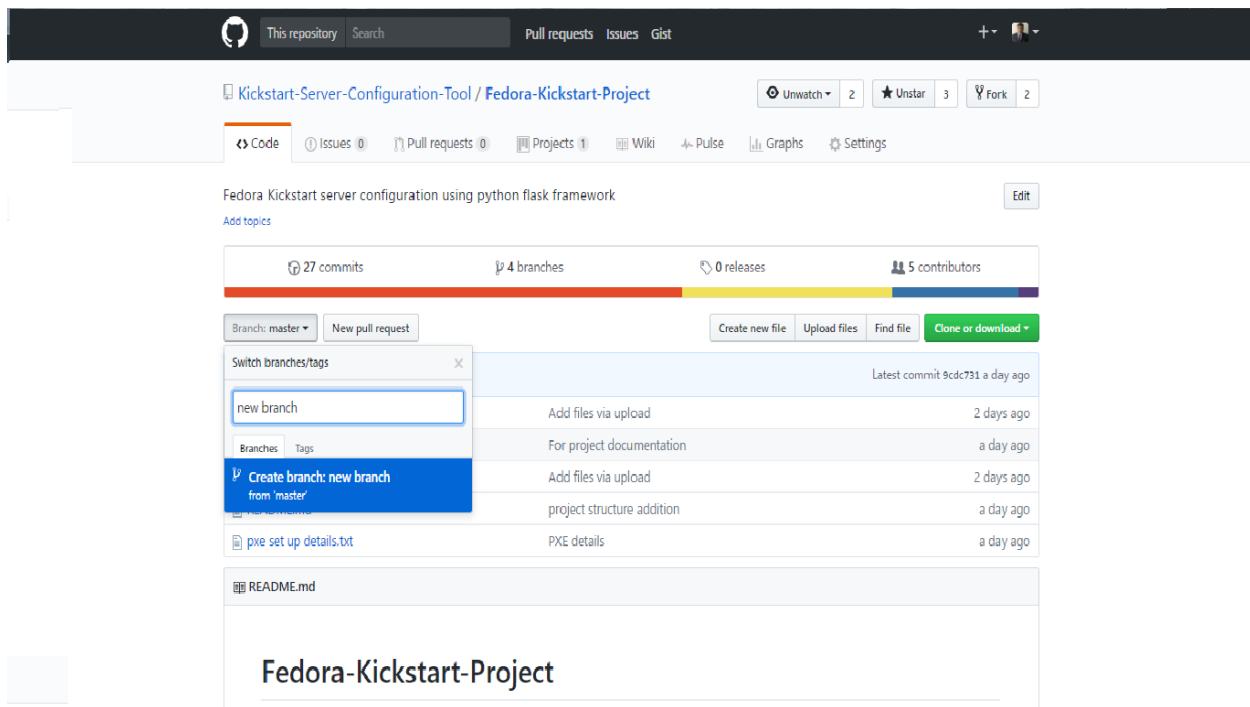 This repository Search Pull requests Issues Gist
Kickstart-Server-Configuration-Tool / Fedora-Kickstart-Project Unwatch 2 Unstar 3 Fork 2
Code Issues 0 Pull requests 0 Projects 1 Wiki Pulse Graphs Settings
Fedora Kickstart server configuration using python flask framework Edit
Add topics
27 commits 4 branches 0 releases 5 contributors
Branch: master New pull request Create new file Upload files Find file Clone or download
Switch branches/tags
Latest commit 9cdc731 a day ago
new branch
Add files via upload 2 days ago
Branches Tags
For project documentation a day ago
Create branch: new branch
from 'master'
Add files via upload 2 days ago
README.md project structure addition a day ago
pxe set up details.txt PXE details a day ago
README.md
Fedora-Kickstart-Project